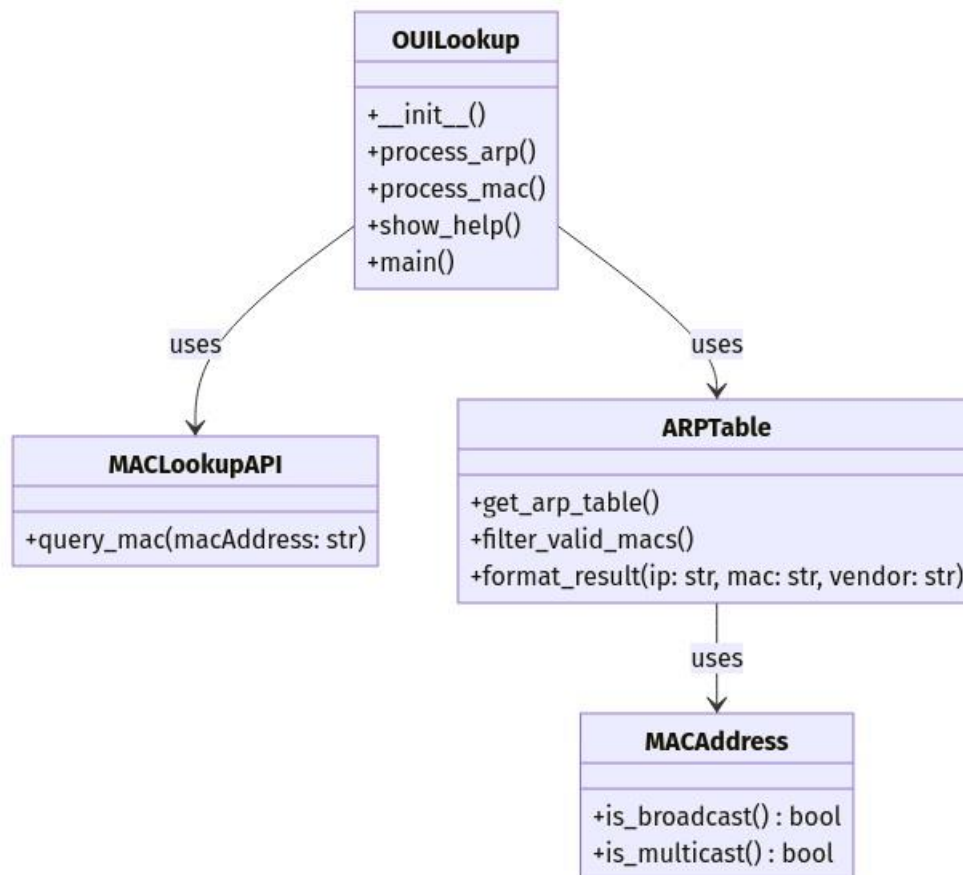 OUILookup
+__init__()
+process_arp()
+process_mac()
+show_help()
+main()
uses
uses
ARPTable
+get_arp_table()
+filter_valid_macs()
+format_result(ip: str, mac: str, vendor: str)
MACLookupAPI
+query_mac(macAddress: str)
uses
MACAddress
+is_broadcast() : bool
+is_multicast() : bool